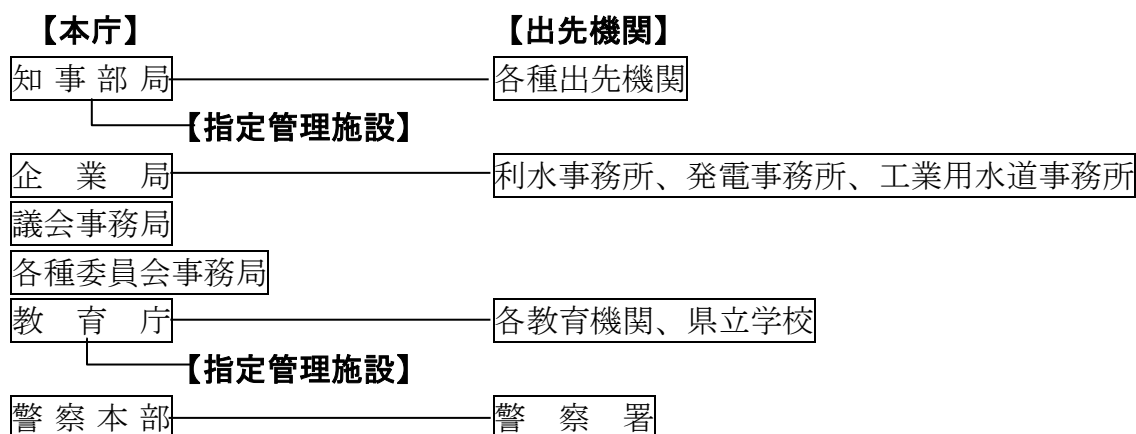 【本庁】 【出先機関】
知事部局 各種出先機関
【指定管理施設】
企業局 利水事務所、発電事務所、工業用水道事務所
議会事務局
各種委員会事務局
教育庁 各教育機関、県立学校
【指定管理施設】
警察本部 警察署